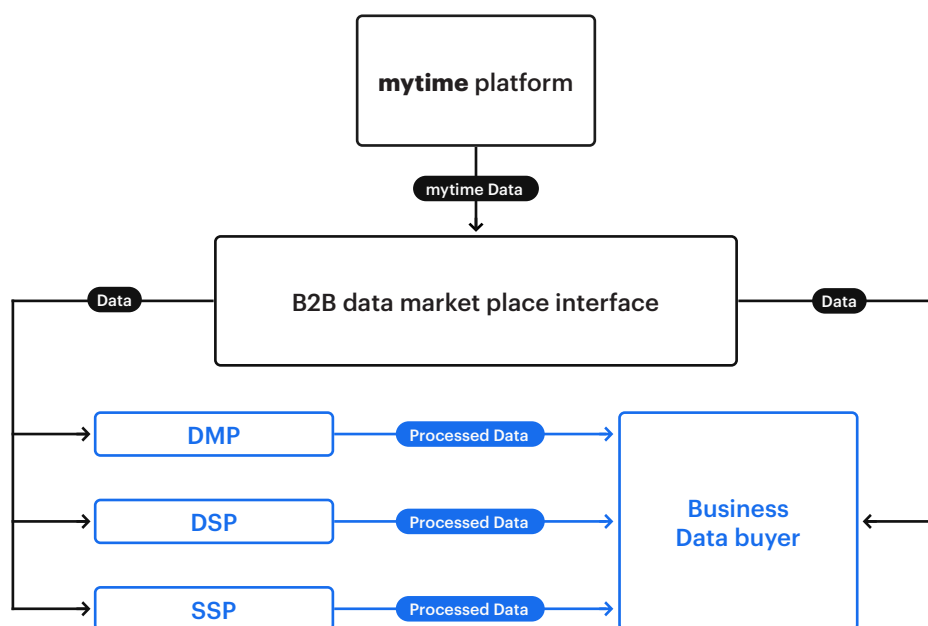 mytime platform
mytime Data
B2B data market place interface
Data
Data
DMP
Processed Data
DSP
Processed Data
Business
Data buyer
SSP
Processed Data